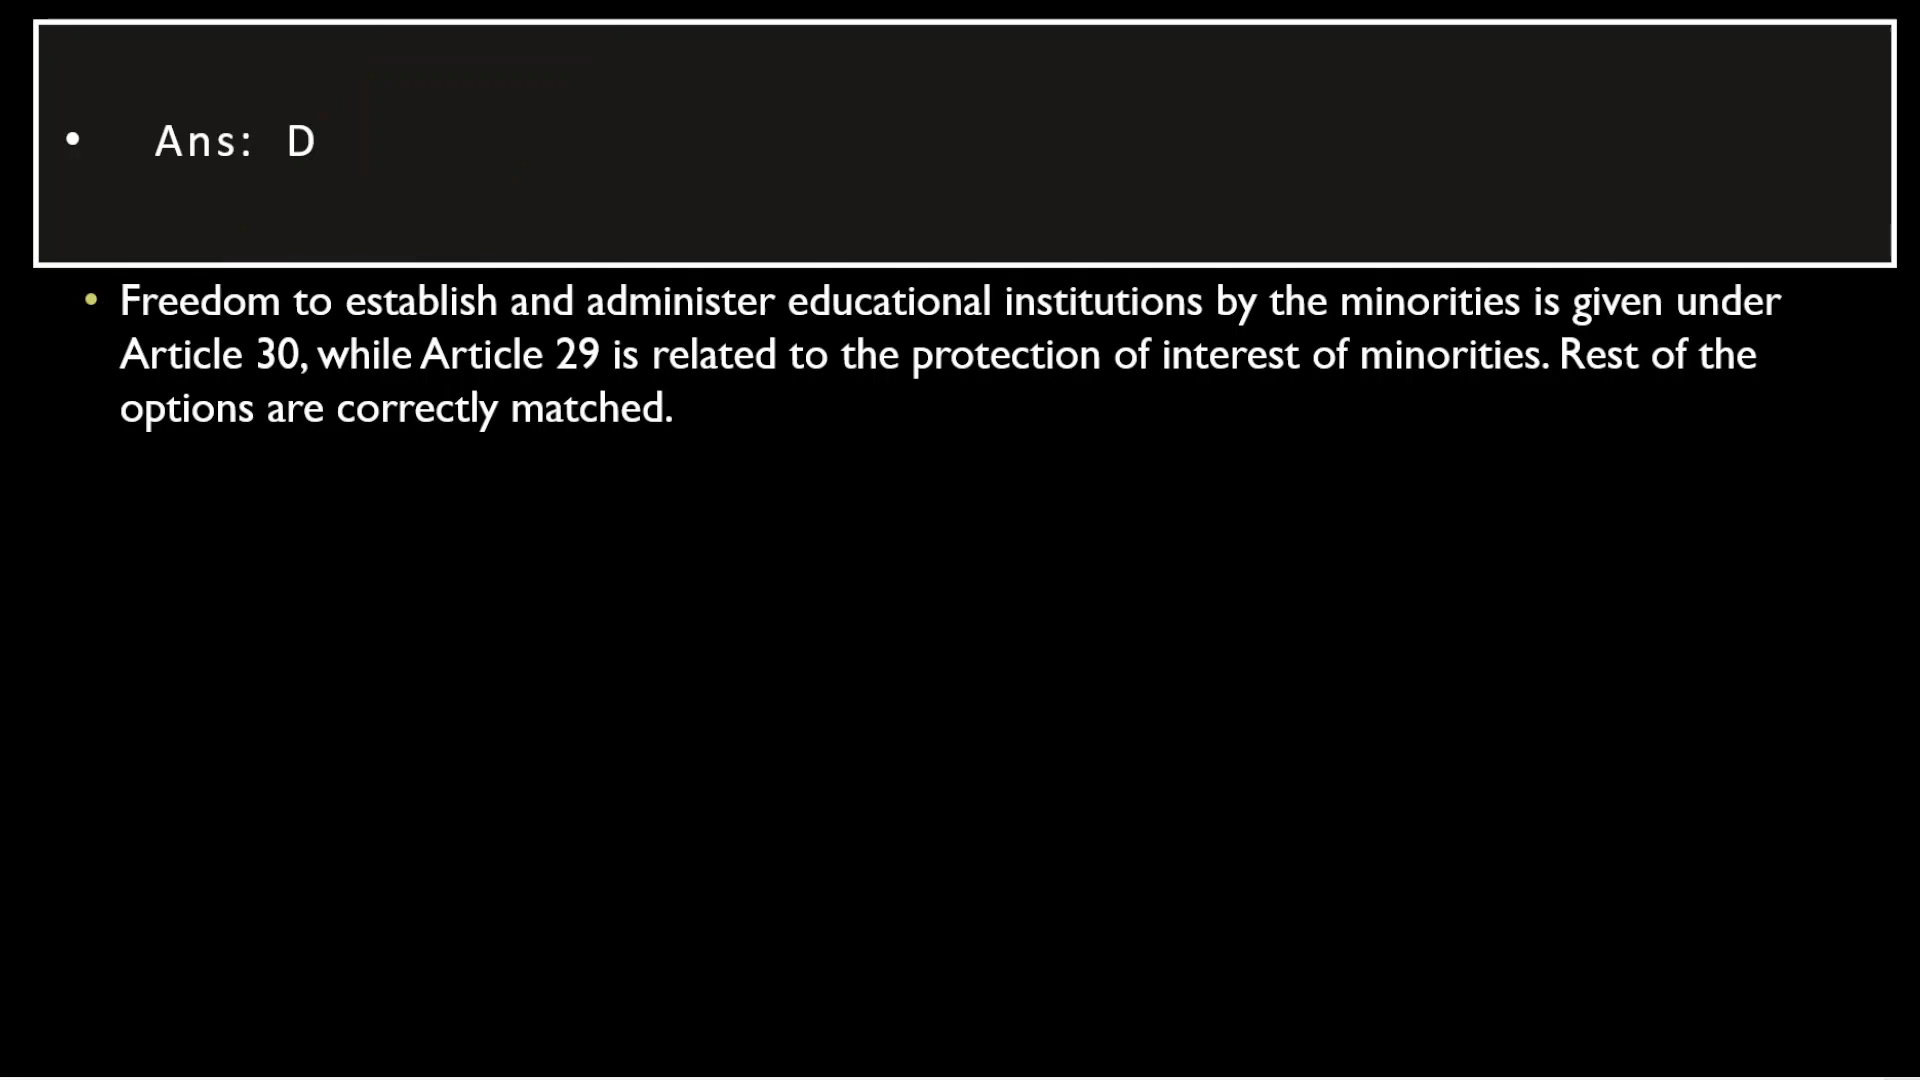 • Ans: D
• Freedom to establish and administer educational institutions by the minorities is given under
Article 30, while Article 29 is related to the protection of interest of minorities. Rest of the
options are correctly matched.